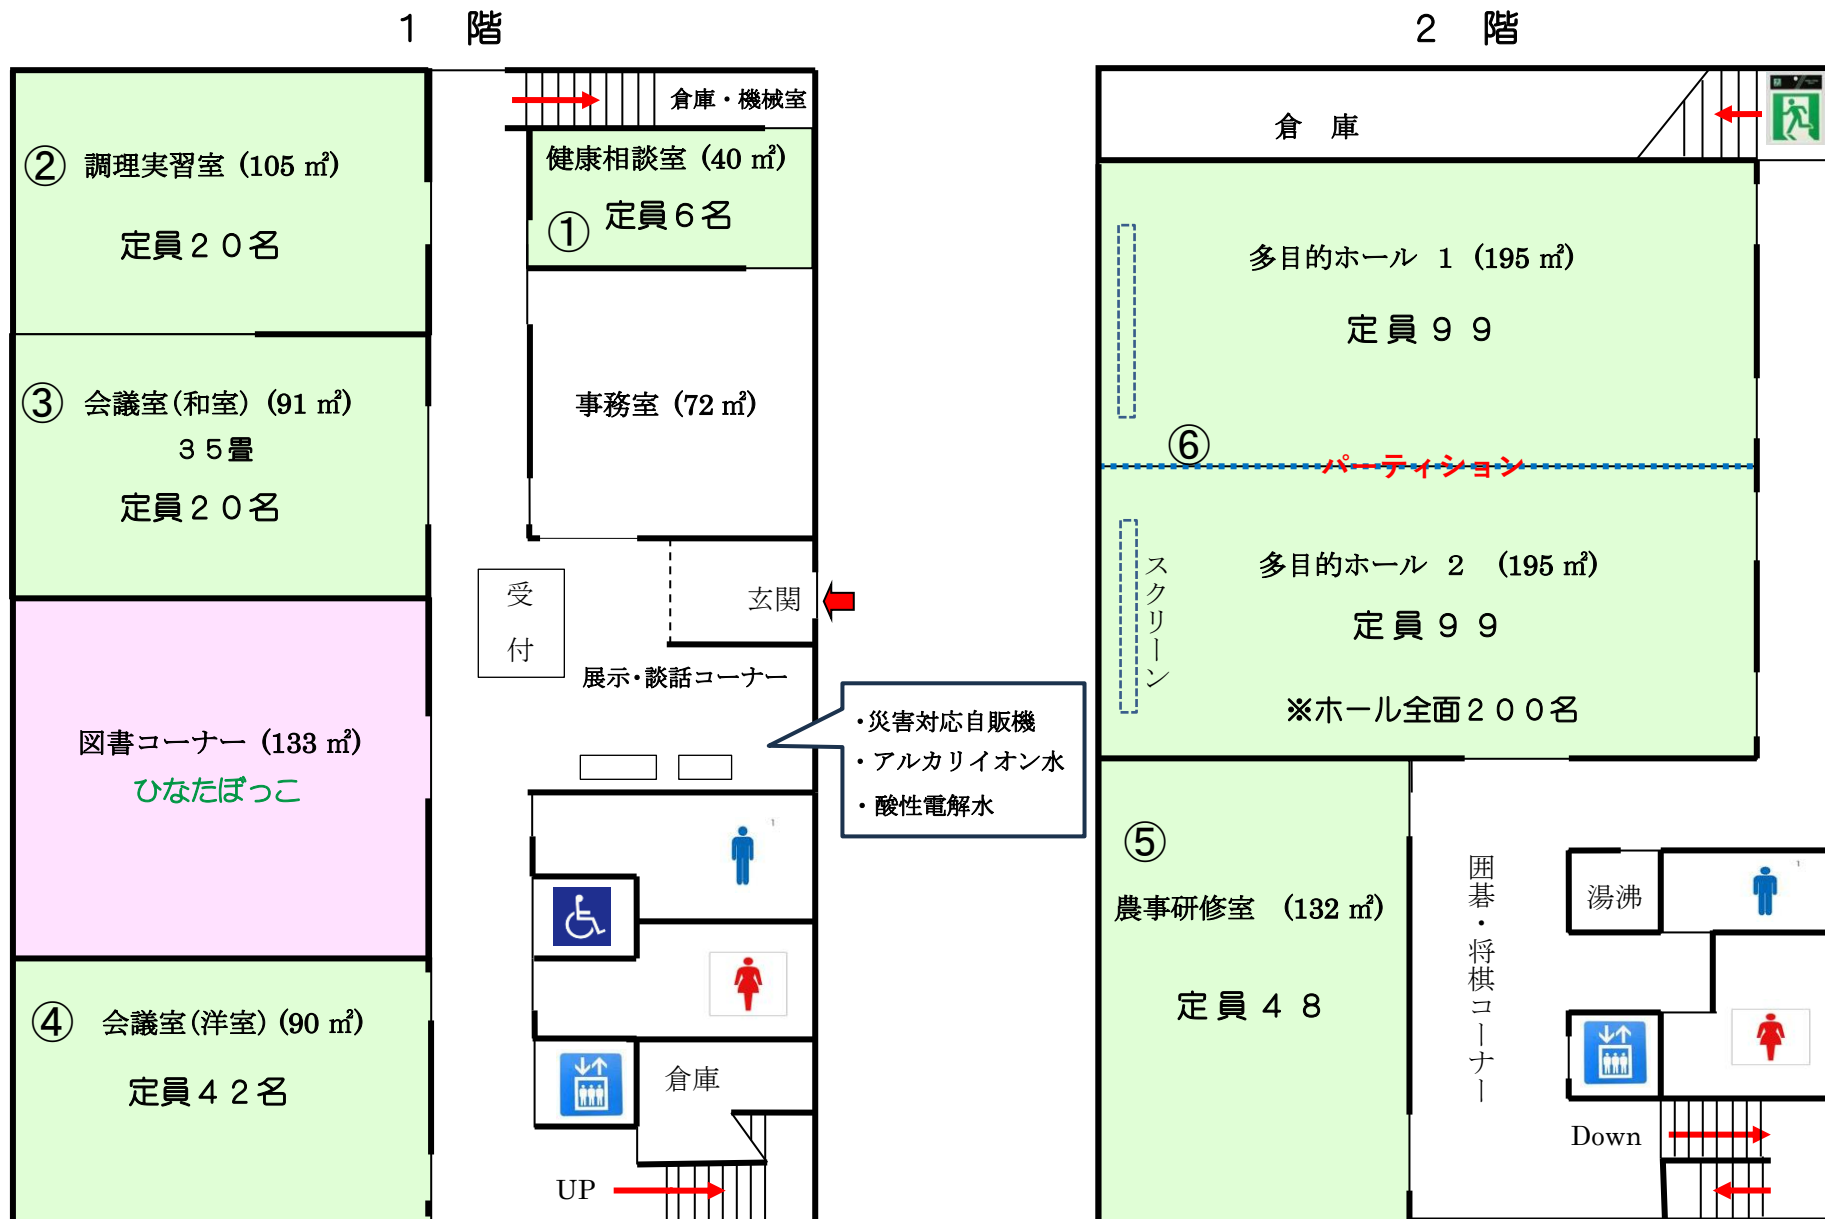 1 階
倉庫・機械室
② 調理実習室 (105 ㎡)
定員２０名
健康相談室 (40 ㎡)
① 定員６名
③ 会議室(和室) (91 ㎡)
３５畳
定員２０名
事務室 (72 ㎡)
受付
玄関
展示・談話コーナー
・災害対応自販機
・アルカリイオン水
・酸性電解水
図書コーナー (133 ㎡)
ひなたぼっこ
1
④ 会議室(洋室) (90 ㎡)
定員４２名
倉庫
UP
2 階
倉 庫
多目的ホール 1 (195 ㎡)
定員９９
⑥
パーティション
スクリーン
多目的ホール 2 (195 ㎡)
定員９９
※ホール全面２００名
⑤
農事研修室 (132 ㎡)
定員４８
囲碁・将棋コーナー
湯沸
1
Down